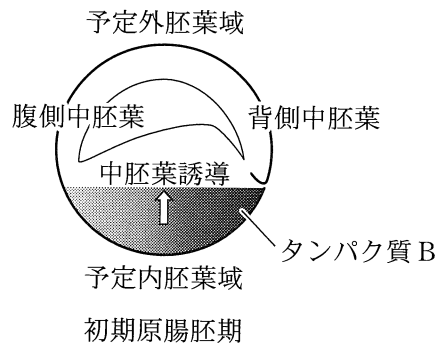 予定外胚葉域
腹側中胚葉
背側中胚葉
中胚葉誘導
タンパク質B
予定内胚葉域
初期原腸胚期